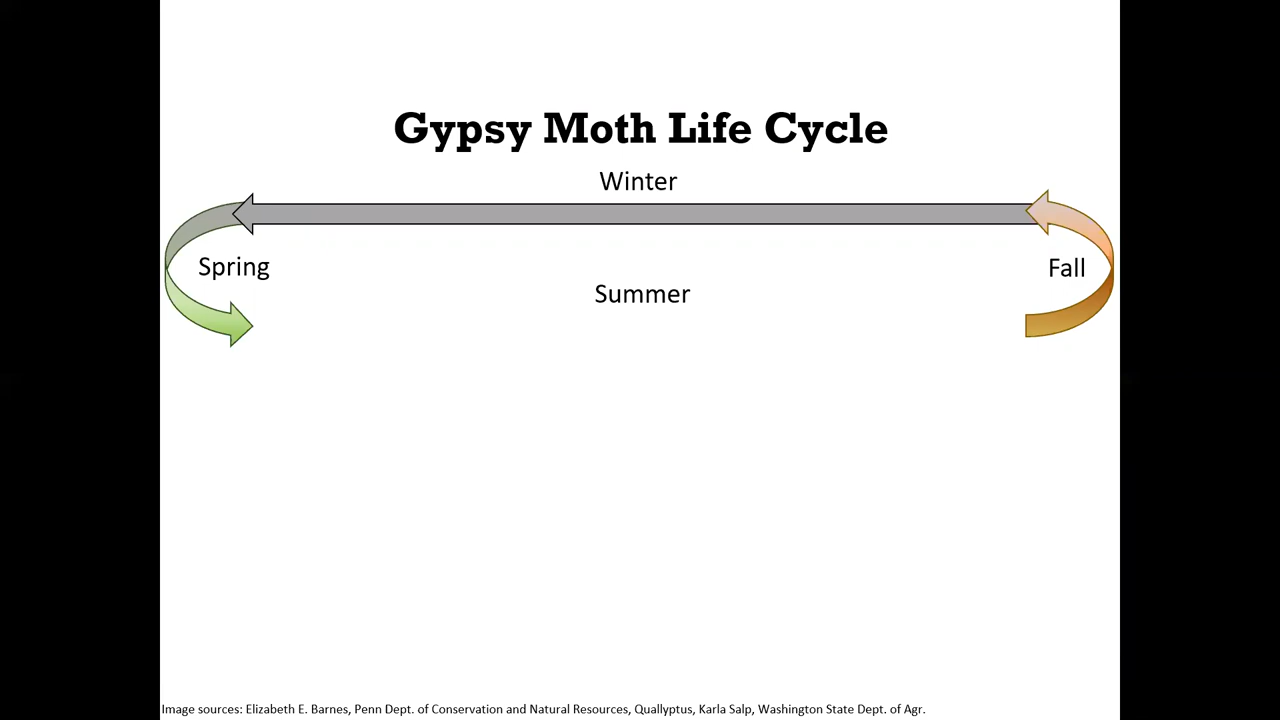 Gypsy Moth Life Cycle
Winter
Spring
Fall
Summer
Image sources: Elizabeth E. Barnes, Penn Dept. of Conservation and Natural Resources, Quallyptus, Karla Salp, Washington State Dept. of Agr.